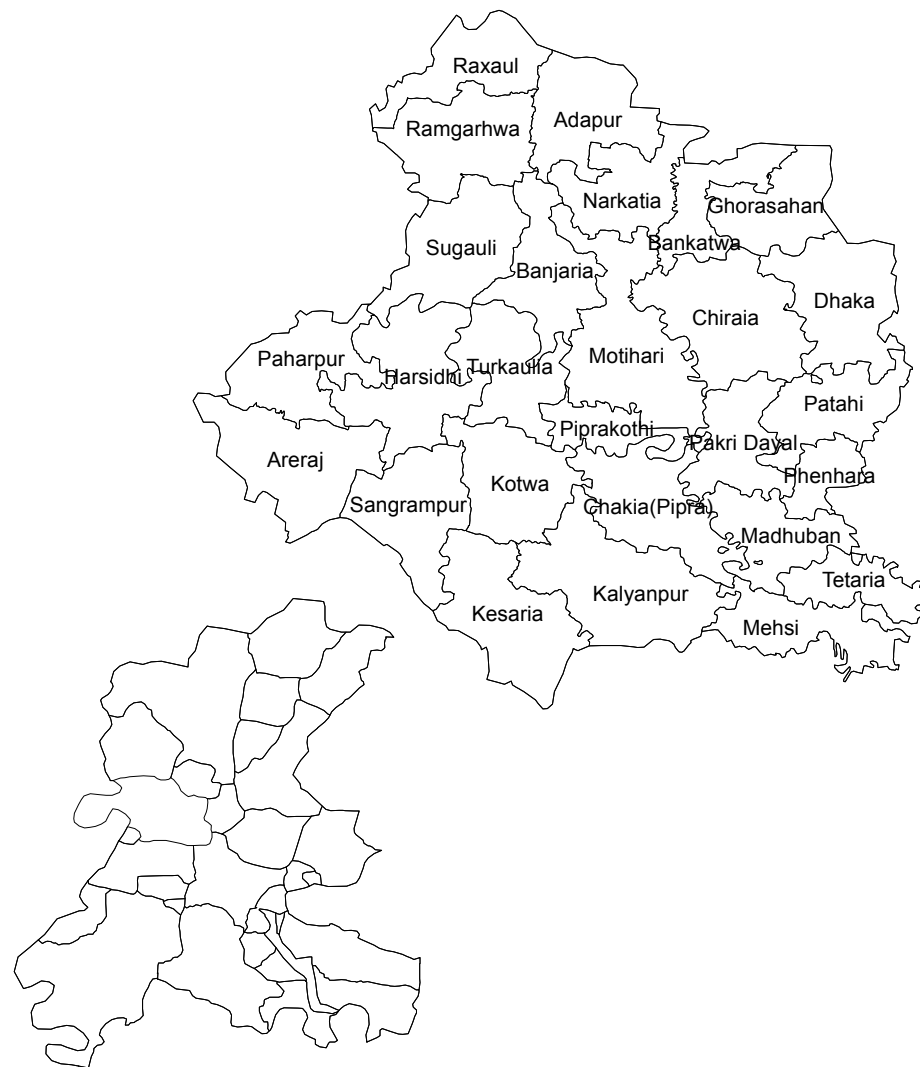 Raxaul
Adapur
Ramgarhwa
Narkatia
Ghorasahan
Bankatwa
Sugauli
Banjaria
Dhaka
Chiraia
Motihari
Paharpur
Turkaulia
Harsidhi
Patahi
Piprakothi
Pakri Dayal
Areraj
Phenhara
Kotwa
Sangrampur
Chakia(Pipra)
Madhuban
Tetaria
Kalyanpur
Kesaria
Mehsi